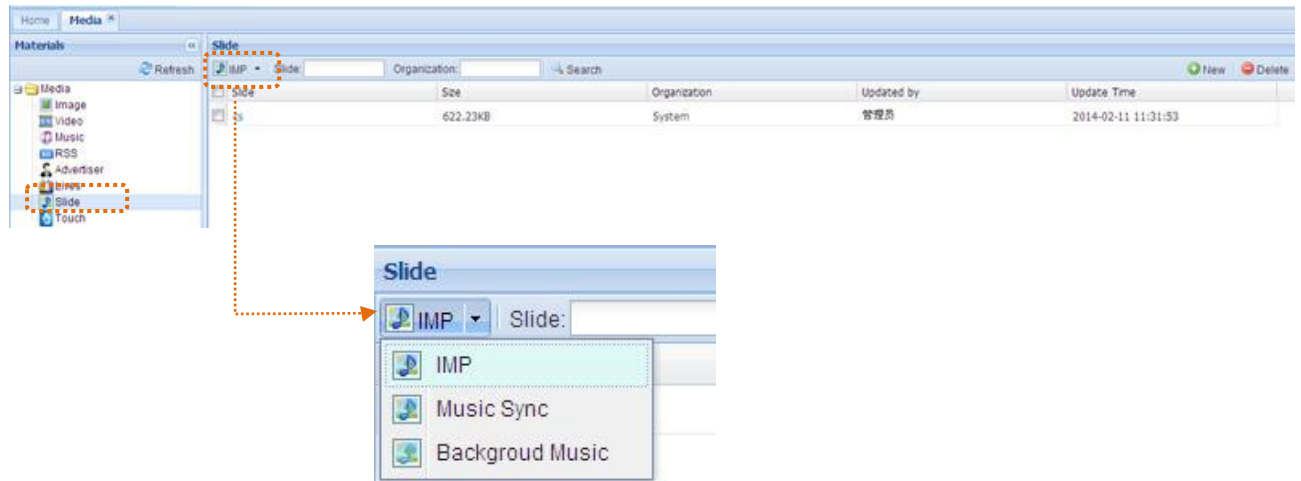 Home Media
Materials
Refresh
Media
Image
Video
Music
RSS
Advertiser
Lives
Slide
Touch
Slide
IMP Slide: Organization: Search New Delete
Slide Size Organization Updated by Update Time
622.23KB System 管理员 2014-02-11 11:31:53
Slide
IMP Slide:
IMP
Music Sync
Backgroud Music